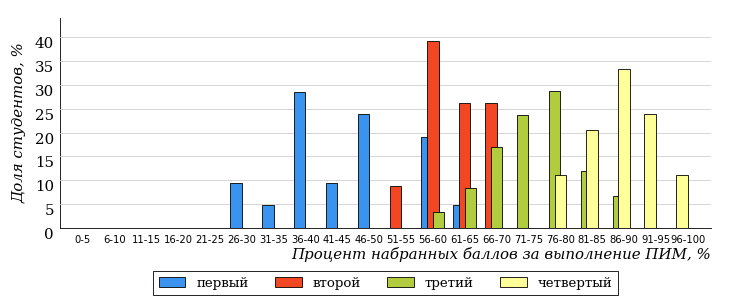 Доля студентов, %
40
35
30
25
20
15
10
5
0
0-5 6-10 11-15 16-20 21-25 26-30 31-35 36-40 41-45 46-50 51-55 56-60 61-65 66-70 71-75 76-80 81-85 86-90 91-95 96-100
Процент набранных баллов за выполнение ПИМ, %
первый второй третий четвертый